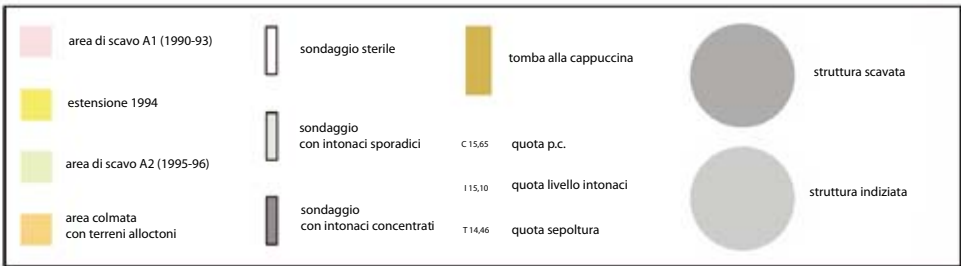 area di scavo A1 (1990-93)
estensione 1994
area di scavo A2 (1995-96)
area colmata
con terreni alloctoni
sondaggio sterile
sondaggio
con intonaci sporadici
sondaggio
con intonaci concentrati
tomba alla cappuccina
C 15,65 quota p.c.
I 15,10 quota livello intonaci
T 14,46 quota sepoltura
struttura scavata
struttura indiziata